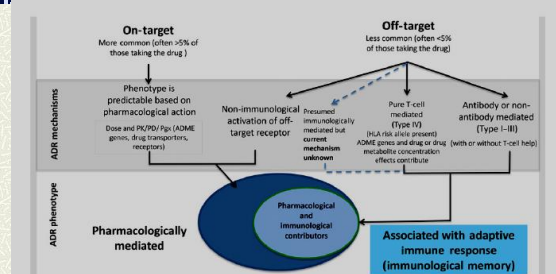 On-target
More common (often >5% of
those taking the drug )
Off-target
Less common (often <5%
of those taking the drug)
ADR mechanisms
Phenotype is
predictable based on
pharmacological action
Dose and PK/PD/ Pgx (ADME
genes, drug transporters,
receptors)
Non-immunological
activation of off-
target receptor
Presumed
immunologically
mediated but
current
mechanism
unknown
Pure T-cell
mediated
(Type IV)
(HLA risk allele present)
ADME genes and drug or drug
metabolite concentration
effects contribute
Antibody or non-
antibody mediated
(Type I–III)
(with or without T-cell help)
ADR phenotype
Pharmacologically
mediated
Pharmacological
and
immunological
contributors
Associated with adaptive
immune response
(immunological memory)